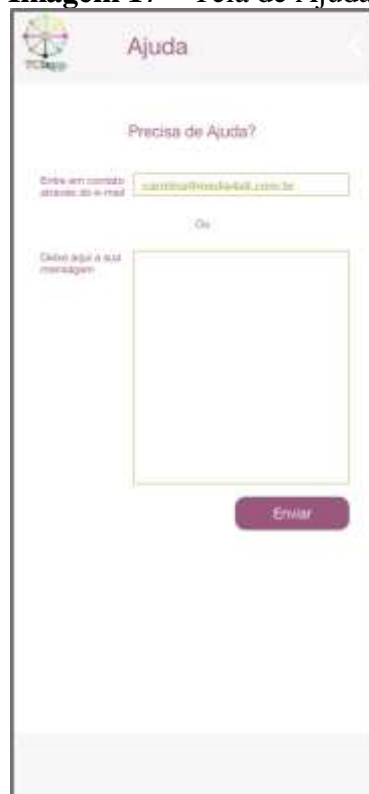 Imagem 17 – Tela de Ajuda
TCIapp
Ajuda
Precisa de Ajuda?
Entre em contato
através do e-mail
Ou
Deixe aqui a sua
mensagem
Enviar